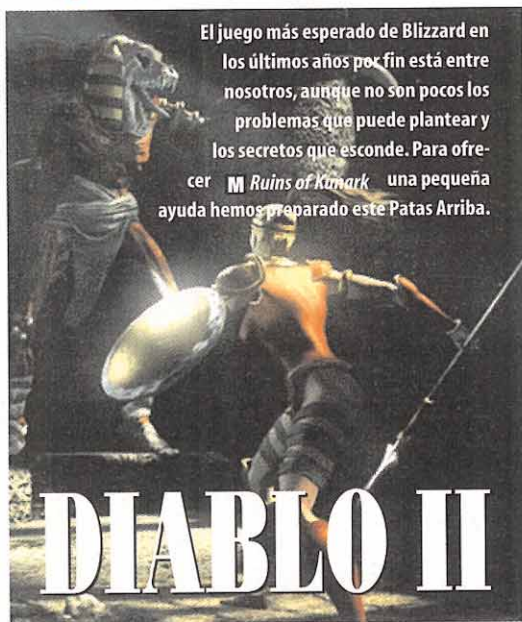 El juego más esperado de Blizzard en
los últimos años por fin está entre
nosotros, aunque no son pocos los
problemas que puede plantear y
los secretos que esconde. Para ofre-
cer M Ruins of Kunark una pequeña
ayuda hemos preparado este Patas Arriba.
DIABLO II